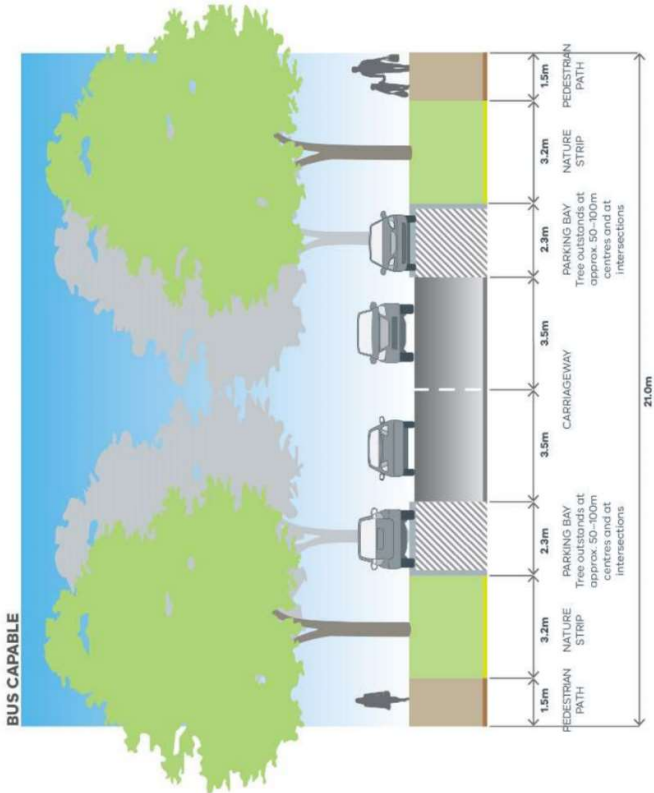 BUS CAPABLE
1.5m
3.2m
2.3m
3.5m
3.5m
2.3m
3.2m
1.5m
PEDESTRIAN
PATH
NATURE
STRIP
PARKING BAY
Tree outstands at
approx. 50–100m
centres and at
intersections
CARRIAGEWAY
PARKING BAY
Tree outstands at
approx. 50–100m
centres and at
intersections
NATURE
STRIP
PEDESTRIAN
PATH
21.0m